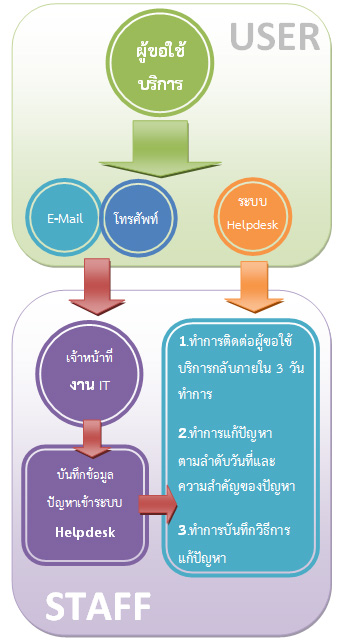 USER
ผู้ขอใช้
บริการ
E-Mail
โทรศัพท์
ระบบ
Helpdesk
เจ้าหน้าที่
งาน IT
บันทึกข้อมูล
ปัญหาเข้าระบบ
Helpdesk
1.ทำการติดต่อผู้ขอใช้
บริการกลับภายใน 3 วัน
ทำการ
2.ทำการแก้ปัญหา
ตามลำดับวันที่และ
ความสำคัญของปัญหา
3.ทำการบันทึกวิธีการ
แก้ปัญหา
STAFF